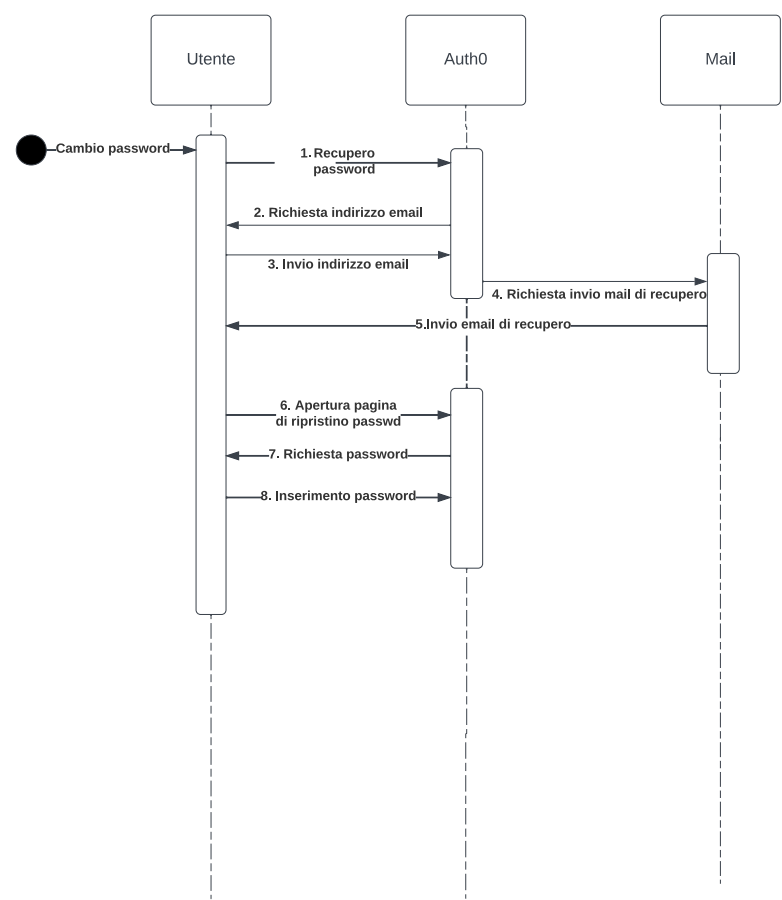 Utente
Auth0
Mail
Cambio password
1. Recupero
password
2. Richiesta indirizzo email
3. Invio indirizzo email
4. Richiesta invio mail di recupero
5.Invio email di recupero
6. Apertura pagina
di ripristino passwd
7. Richiesta password
8. Inserimento password